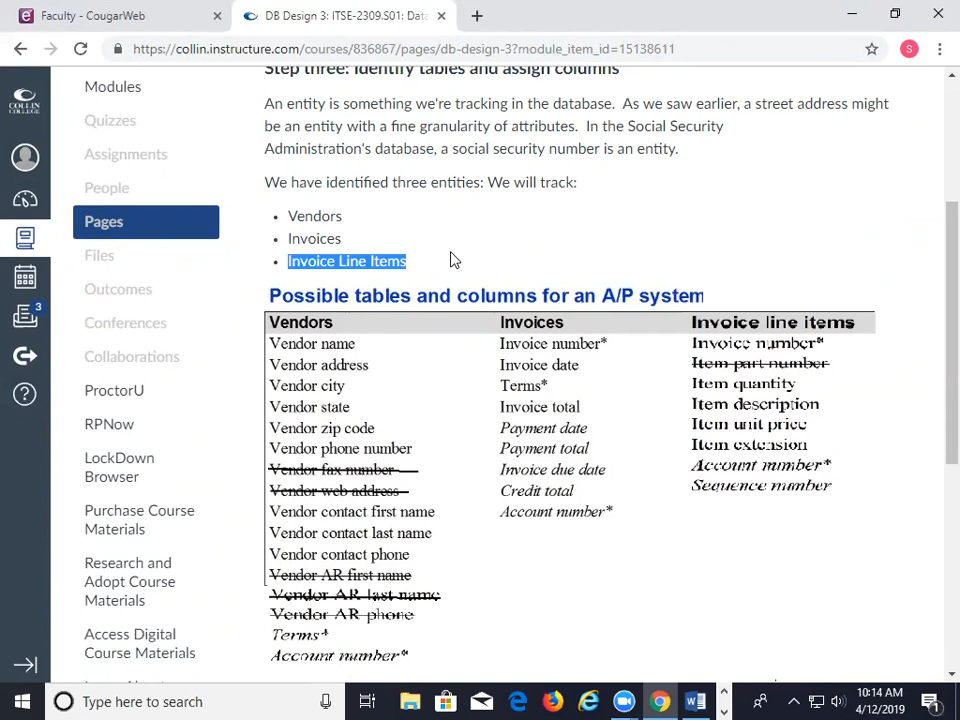 Faculty - CougarWeb
DB Design 3: ITSE-2309.S01: Data
https://collin.instructure.com/courses/836867/pages/db-design-3?module_item_id=15138611
S
COLLIN COLLEGE
3
Modules
Quizzes
Assignments
People
Pages
Files
Outcomes
Conferences
Collaborations
ProctorU
RPNow
LockDown
Browser
Purchase Course
Materials
Research and
Adopt Course
Materials
Access Digital
Course Materials
Step three: Identify tables and assign columns
An entity is something we're tracking in the database. As we saw earlier, a street address might
be an entity with a fine granularity of attributes. In the Social Security
Administration's database, a social security number is an entity.
We have identified three entities: We will track:
• Vendors
• Invoices
• Invoice Line Items
Possible tables and columns for an A/P system
Vendors
Vendor name
Vendor address
Vendor city
Vendor state
Vendor zip code
Vendor phone number
Vendor fax number
Vendor web address
Vendor contact first name
Vendor contact last name
Vendor contact phone
Vendor AR first name
Vendor AR last name
Vendor AR phone
Terms*
Account number*
Invoices
Invoice number*
Invoice date
Terms*
Invoice total
Payment date
Payment total
Invoice due date
Credit total
Account number*
Invoice line items
Invoice number*
Item part number
Item quantity
Item description
Item unit price
Item extension
Account number*
Sequence number
Type here to search
10:14 AM
4/12/2019
1